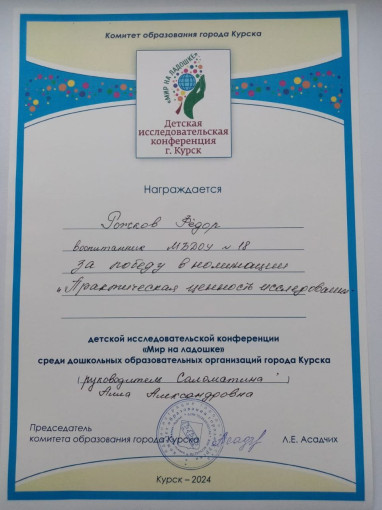 Комитет образования города Курска
«МИР НА ЛАДОШКЕ»
Детская
исследовательская
конференция
г. Курск
Награждается
Рожков Фёдор
воспитанник МБДОУ № 18
за победу в номинации
„Практическая ценность исследования"
детской исследовательской конференции
«Мир на ладошке»
среди дошкольных образовательных организаций города Курска
(руководитель Саломатина
Алла Александровна)
Председатель
комитета образования города Курска
Л.Е. Асадчих
Курск – 2024